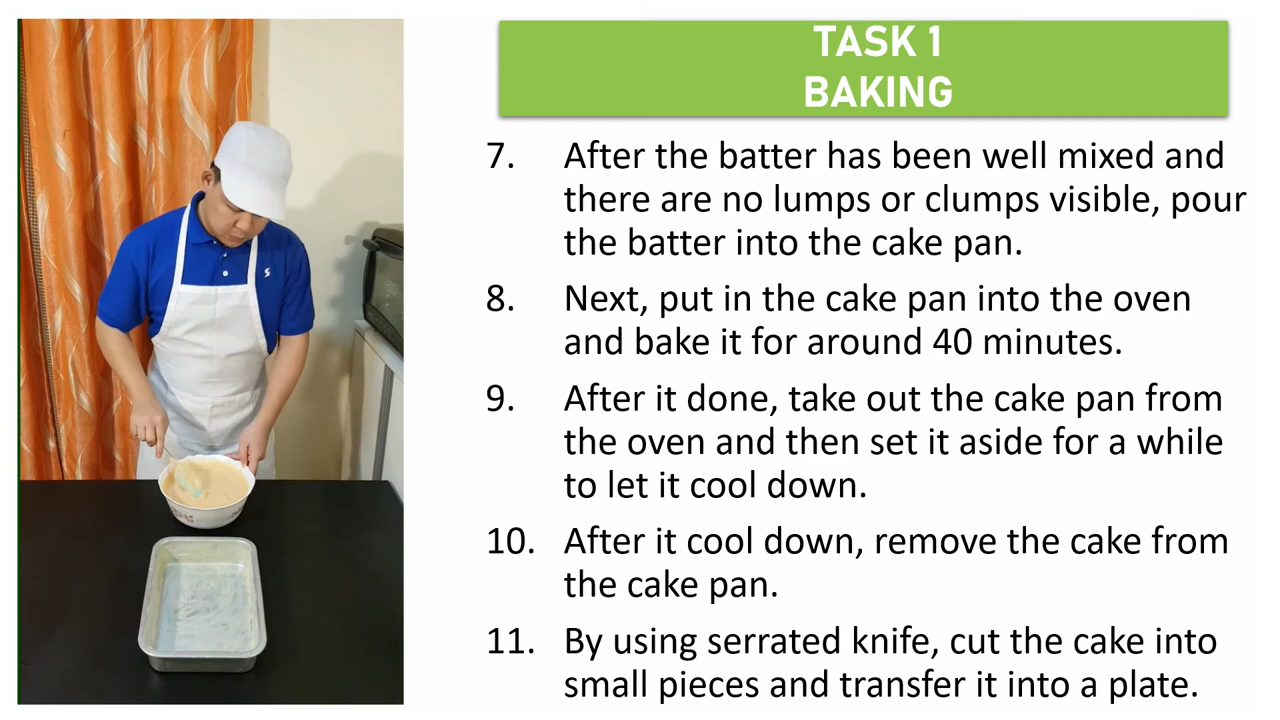 TASK 1
BAKING
7. After the batter has been well mixed and
there are no lumps or clumps visible, pour
the batter into the cake pan.
8. Next, put in the cake pan into the oven
and bake it for around 40 minutes.
9. After it done, take out the cake pan from
the oven and then set it aside for a while
to let it cool down.
10. After it cool down, remove the cake from
the cake pan.
11. By using serrated knife, cut the cake into
small pieces and transfer it into a plate.